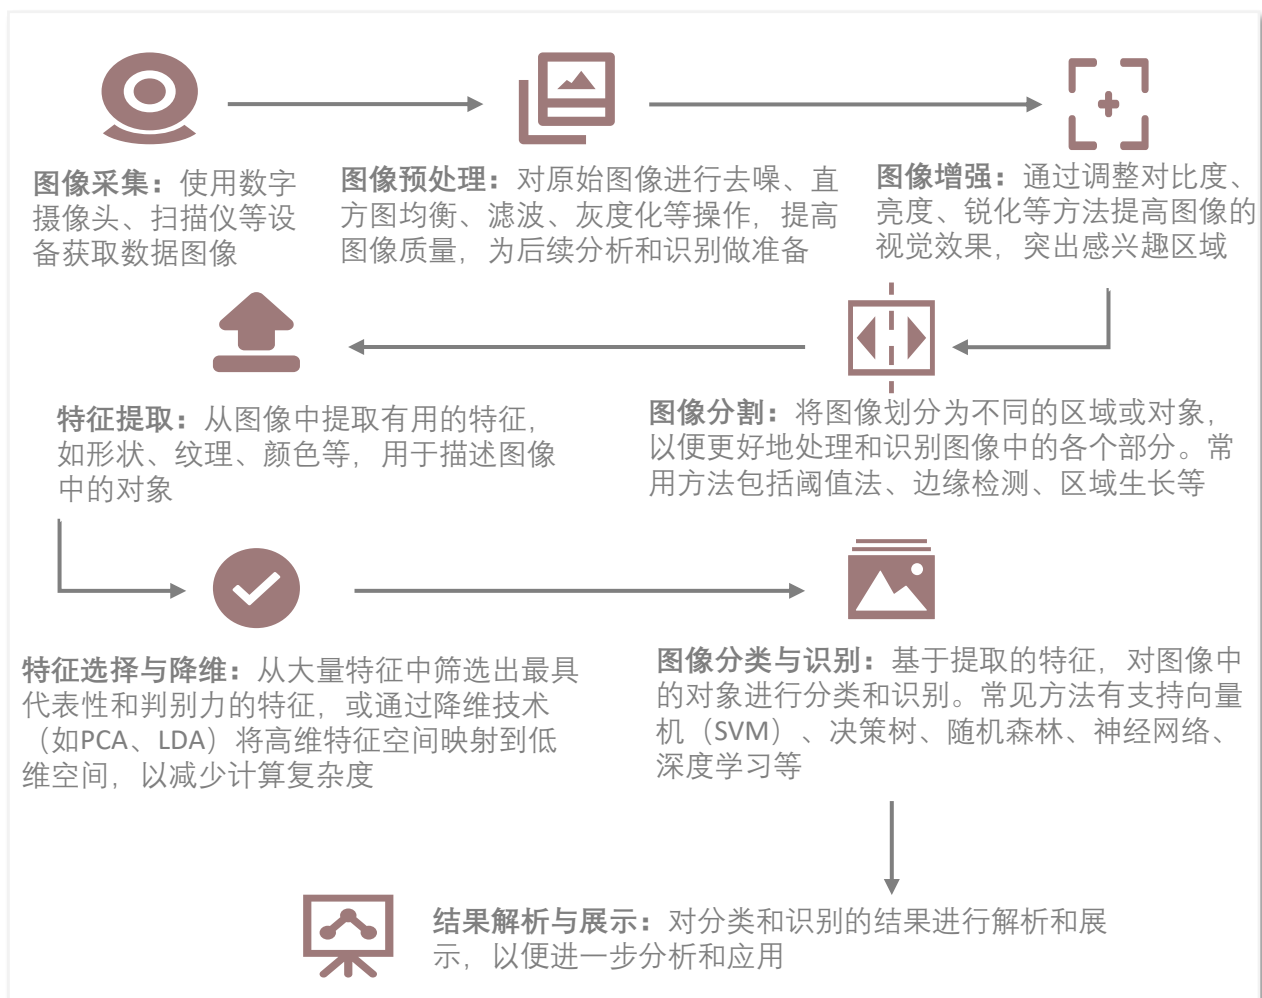 图像采集：使用数字
摄像头、扫描仪等设
备获取数据图像
图像预处理：对原始图像进行去噪、直
方图均衡、滤波、灰度化等操作，提高
图像质量，为后续分析和识别做准备
图像增强：通过调整对比度、
亮度、锐化等方法提高图像的
视觉效果，突出感兴趣区域
图像分割：将图像划分为不同的区域或对象，
以便更好地处理和识别图像中的各个部分。常
用方法包括阈值法、边缘检测、区域生长等
特征提取：从图像中提取有用的特征，
如形状、纹理、颜色等，用于描述图像
中的对象
特征选择与降维：从大量特征中筛选出最具
代表性和判别力的特征，或通过降维技术
（如PCA、LDA）将高维特征空间映射到低
维空间，以减少计算复杂度
图像分类与识别：基于提取的特征，对图像中
的对象进行分类和识别。常见方法有支持向量
机（SVM）、决策树、随机森林、神经网络、
深度学习等
结果解析与展示：对分类和识别的结果进行解析和展
示，以便进一步分析和应用